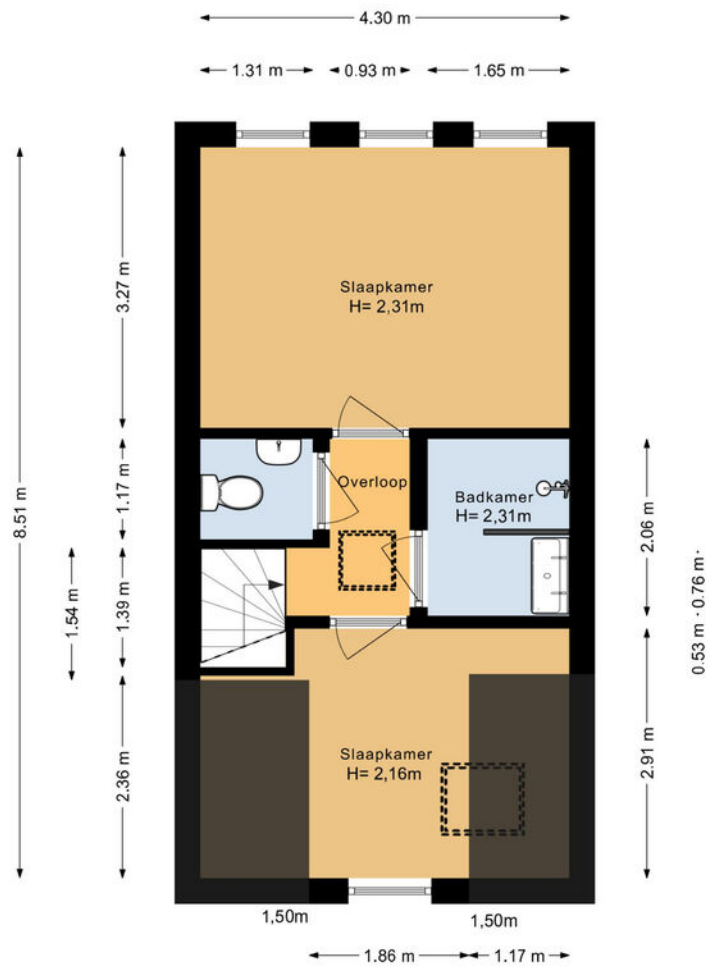 4.30 m
1.31 m
0.93 m
1.65 m
8.51 m
3.27 m
Slaapkamer
H= 2,31m
1.17 m
Overloop
Badkamer
H= 2,31m
2.06 m
1.54 m
1.39 m
0.53 m
0.76 m
2.36 m
Slaapkamer
H= 2,16m
2.91 m
1,50m
1,50m
1.86 m
1.17 m